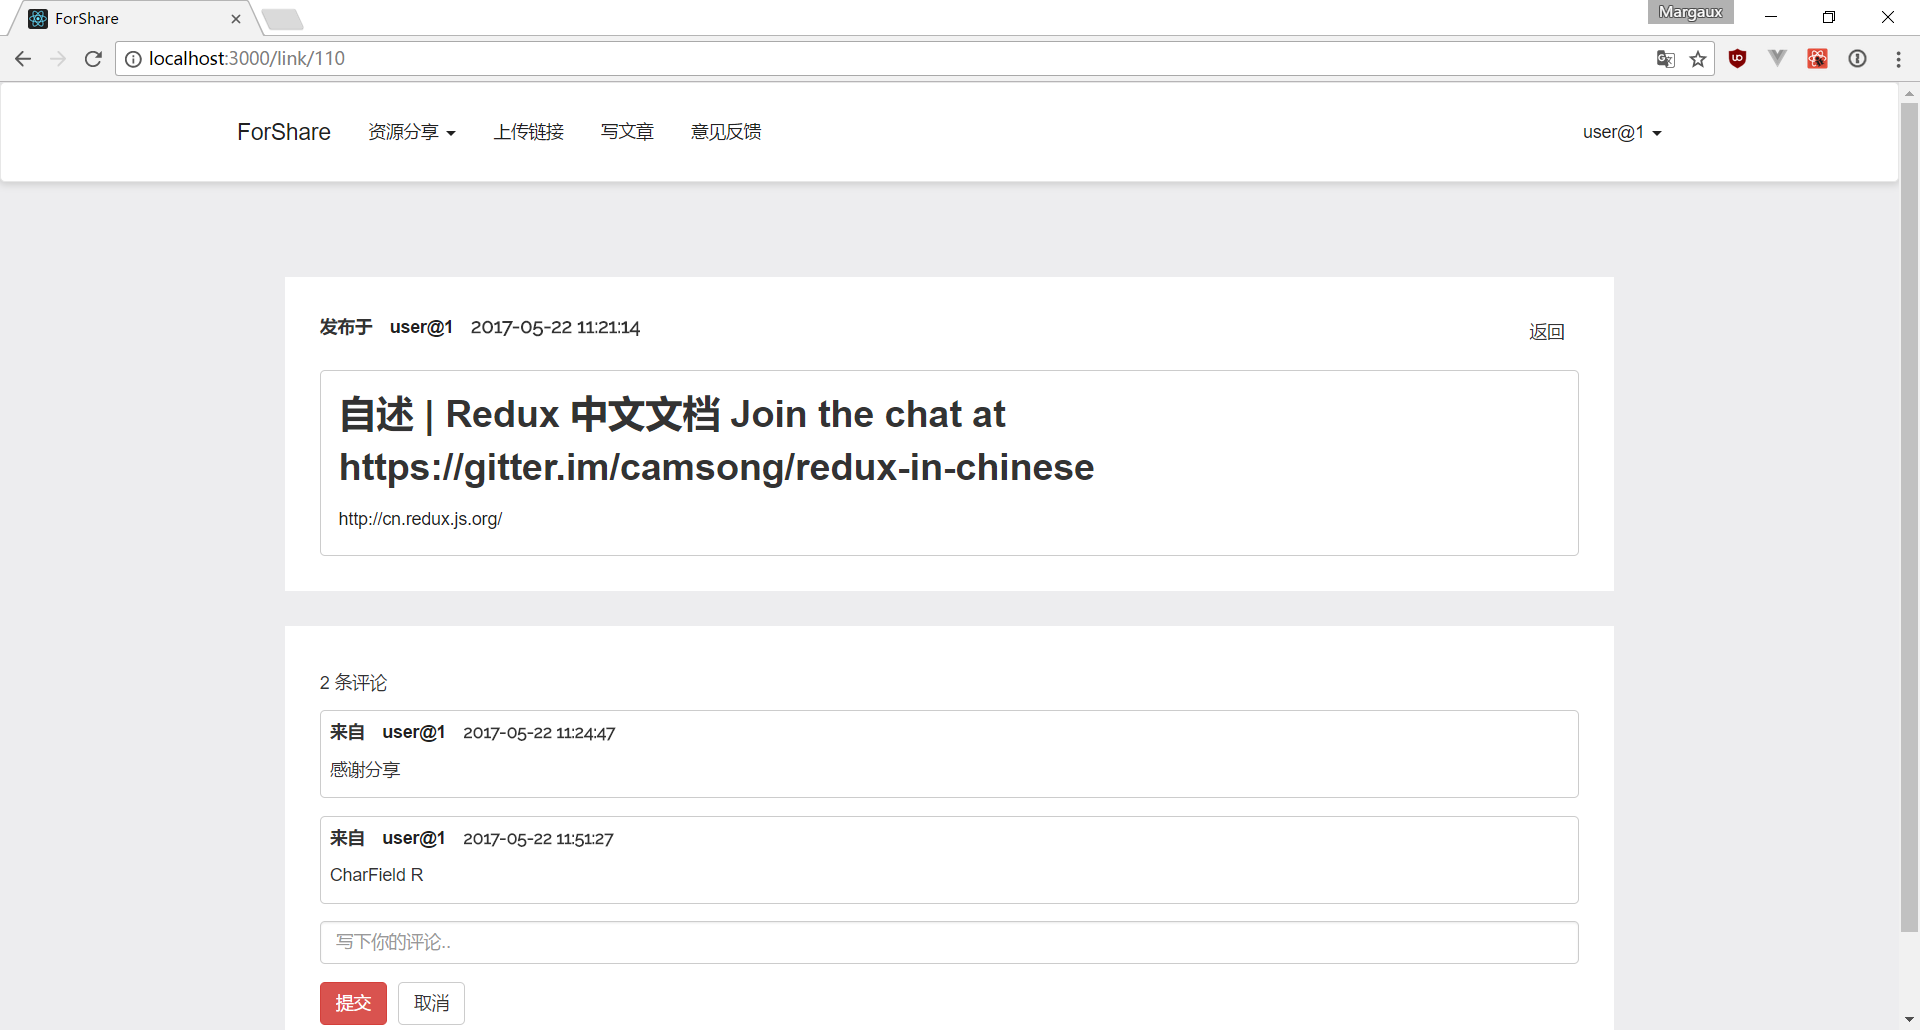 ForShare
Margaux
localhost:3000/link/110
ForShare 资源分享 上传链接 写文章 意见反馈 user@1
发布于 user@1 2017-05-22 11:21:14 返回
自述 | Redux 中文文档 Join the chat at
https://gitter.im/camsong/redux-in-chinese
http://cn.redux.js.org/
2 条评论
来自 user@1 2017-05-22 11:24:47
感谢分享
来自 user@1 2017-05-22 11:51:27
CharField R
写下你的评论..
提交 取消